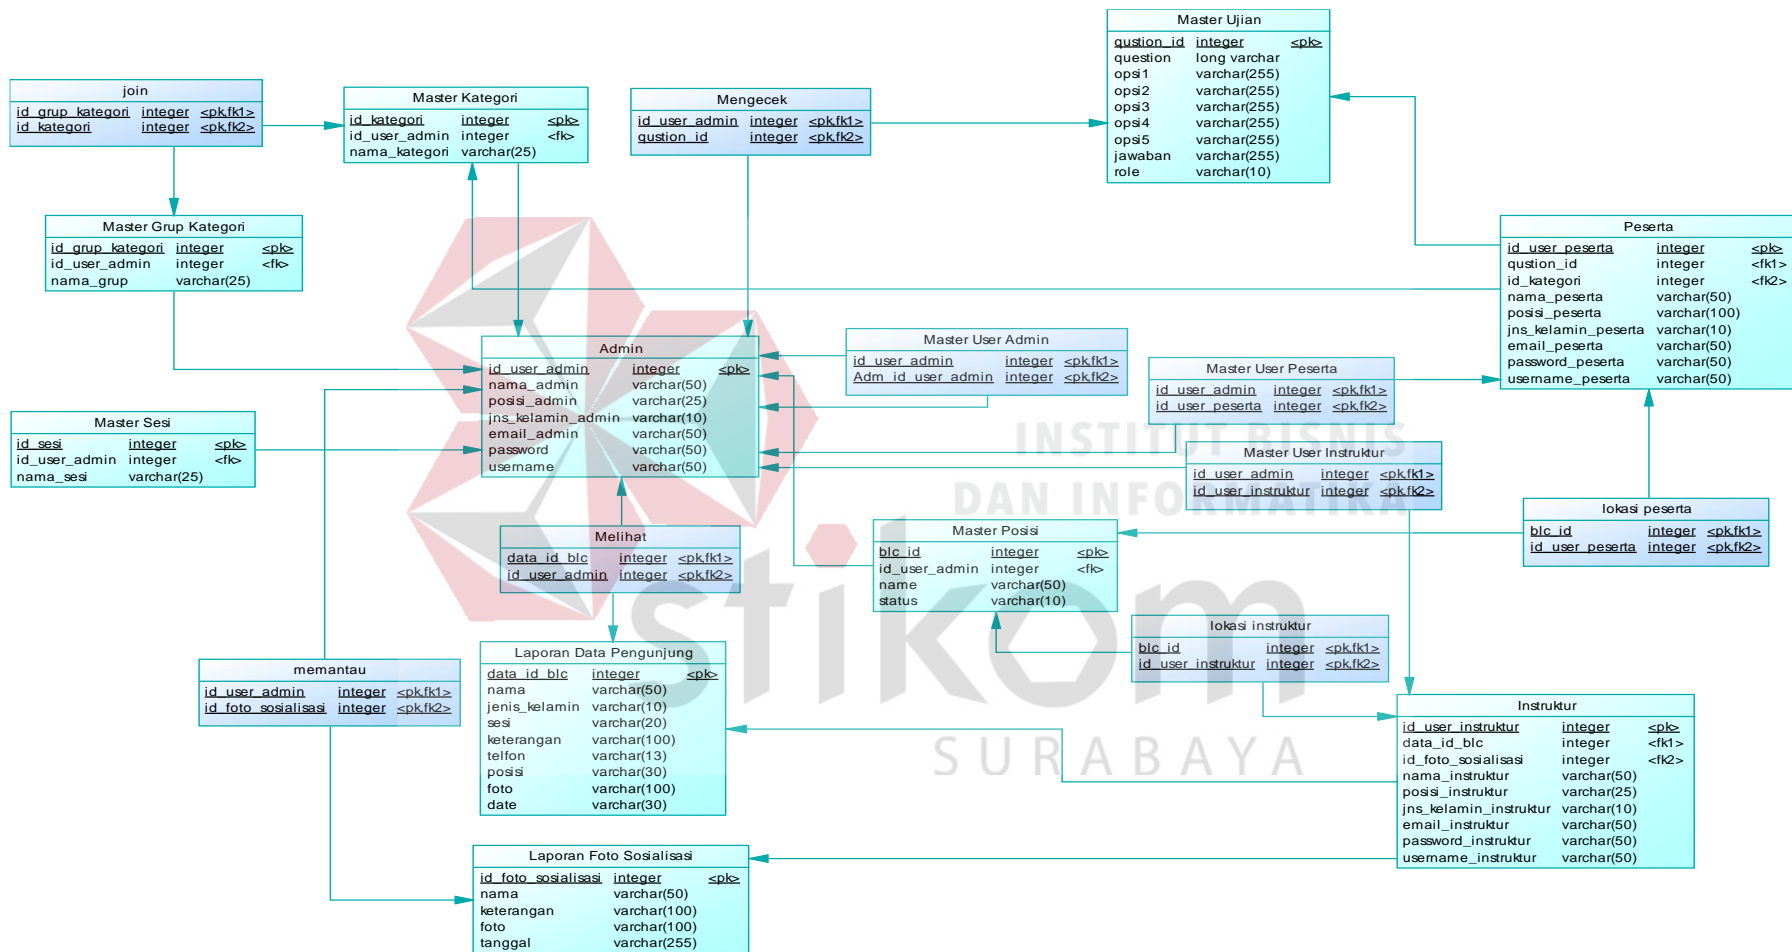 Master Ujian
qustion_id integer <pk>
question long varchar
opsi1 varchar(255)
opsi2 varchar(255)
opsi3 varchar(255)
opsi4 varchar(255)
opsi5 varchar(255)
jawaban varchar(255)
role varchar(10)
join
id_grup_kategori integer <pk,fk1>
id_kategori integer <pk,fk2>
Master Kategori
id_kategori integer <pk>
id_user_admin integer <fk>
nama_kategori varchar(25)
Mengecek
id_user_admin integer <pk,fk1>
qustion_id integer <pk,fk2>
Master Grup Kategori
id_grup_kategori integer <pk>
id_user_admin integer <fk>
nama_grup varchar(25)
Peserta
id_user_peserta integer <pk>
qustion_id integer <fk1>
id_kategori integer <fk2>
nama_peserta varchar(50)
posisi_peserta varchar(100)
jns_kelamin_peserta varchar(10)
email_peserta varchar(50)
password_peserta varchar(50)
username_peserta varchar(50)
Admin
id_user_admin integer <pk>
nama_admin varchar(50)
posisi_admin varchar(25)
jns_kelamin_admin varchar(10)
email_admin varchar(50)
password varchar(50)
username varchar(50)
Master User Admin
id_user_admin integer <pk,fk1>
Adm_id_user_admin integer <pk,fk2>
Master User Peserta
id_user_admin integer <pk,fk1>
id_user_peserta integer <pk,fk2>
Master Sesi
id_sesi integer <pk>
id_user_admin integer <fk>
nama_sesi varchar(25)
INSTITUT BISNIS
DAN INFORMATIKA
Master User Instruktur
id_user_admin integer <pk,fk1>
id_user_instruktur integer <pk,fk2>
lokasi peserta
blc_id integer <pk,fk1>
id_user_peserta integer <pk,fk2>
Melihat
data_id_blc integer <pk,fk1>
id_user_admin integer <pk,fk2>
Master Posisi
blc_id integer <pk>
id_user_admin integer <fk>
name varchar(50)
status varchar(10)
stikom
lokasi instruktur
blc_id integer <pk,fk1>
id_user_instruktur integer <pk,fk2>
Laporan Data Pengunjung
data_id_blc integer <pk>
nama varchar(50)
jenis_kelamin varchar(10)
sesi varchar(20)
keterangan varchar(100)
telfon varchar(13)
posisi varchar(30)
foto varchar(100)
date varchar(30)
memantau
id_user_admin integer <pk,fk1>
id_foto_sosialisasi integer <pk,fk2>
SURABAYA
Instruktur
id_user_instruktur integer <pk>
data_id_blc integer <fk1>
id_foto_sosialisasi integer <fk2>
nama_instruktur varchar(50)
posisi_instruktur varchar(25)
jns_kelamin_instruktur varchar(10)
email_instruktur varchar(50)
password_instruktur varchar(50)
username_instruktur varchar(50)
Laporan Foto Sosialisasi
id_foto_sosialisasi integer <pk>
nama varchar(50)
keterangan varchar(100)
foto varchar(100)
tanggal varchar(255)